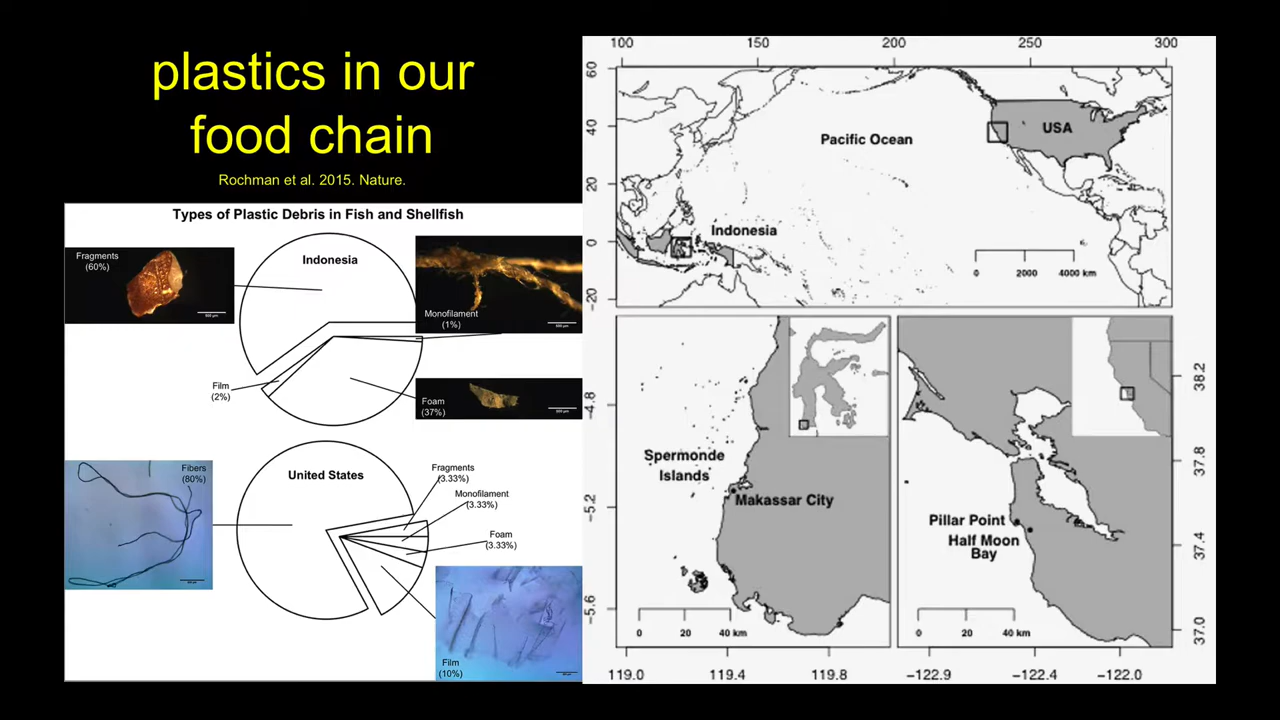 plastics in our
food chain
Rochman et al. 2015. Nature.
Types of Plastic Debris in Fish and Shellfish
Fragments
(60%)
Indonesia
Monofilament
(1%)
Film
(2%)
Foam
(37%)
Fibers
(80%)
United States
Fragments
(3.33%)
Monofilament
(3.33%)
Foam
(3.33%)
Film
(10%)
100 150 200 250 300
60
40
20
0
−20
Pacific Ocean
USA
Indonesia
0 2000 4000 km
−4.8
−5.2
−5.6
Spermonde
Islands
Makassar City
0 20 40 km
119.0 119.4 119.8
38.2
37.8
37.4
37.0
Pillar Point
Half Moon
Bay
0 20 40 km
−122.9 −122.4 −122.0